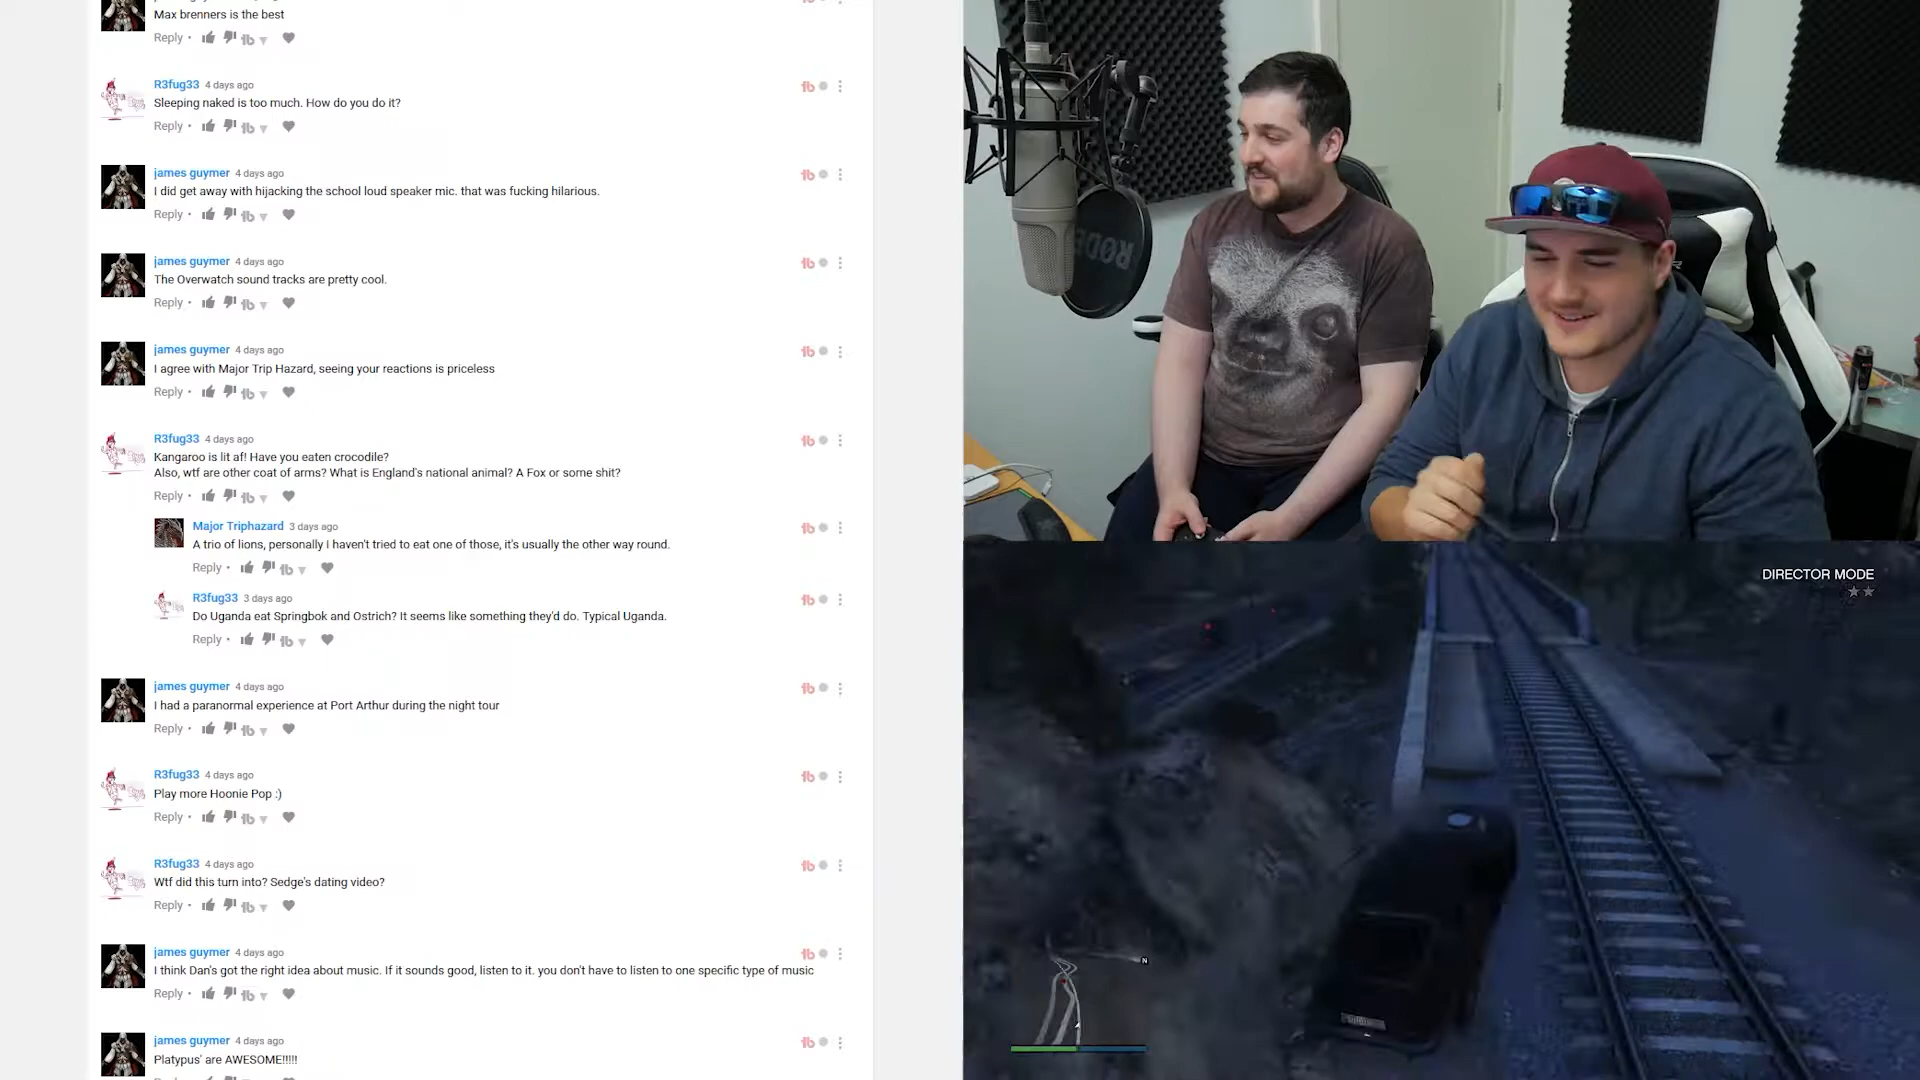 Max brenners is the best
Reply •
R3fug33 4 days ago
Sleeping naked is too much. How do you do it?
Reply •
james guymer 4 days ago
I did get away with hijacking the school loud speaker mic. that was fucking hilarious.
Reply •
james guymer 4 days ago
The Overwatch sound tracks are pretty cool.
Reply •
james guymer 4 days ago
I agree with Major Trip Hazard, seeing your reactions is priceless
Reply •
R3fug33 4 days ago
Kangaroo is lit af! Have you eaten crocodile?
Also, wtf are other coat of arms? What is England's national animal? A Fox or some shit?
Reply •
Major Triphazard 3 days ago
A trio of lions, personally I haven't tried to eat one of those, it's usually the other way round.
Reply •
R3fug33 3 days ago
Do Uganda eat Springbok and Ostrich? It seems like something they'd do. Typical Uganda.
Reply •
james guymer 4 days ago
I had a paranormal experience at Port Arthur during the night tour
Reply •
R3fug33 4 days ago
Play more Hoonie Pop :)
Reply •
R3fug33 4 days ago
Wtf did this turn into? Sedge's dating video?
Reply •
james guymer 4 days ago
I think Dan's got the right idea about music. If it sounds good, listen to it. you don't have to listen to one specific type of music
Reply •
james guymer 4 days ago
Platypus' are AWESOME!!!!!
RØDE
DIRECTOR MODE
N